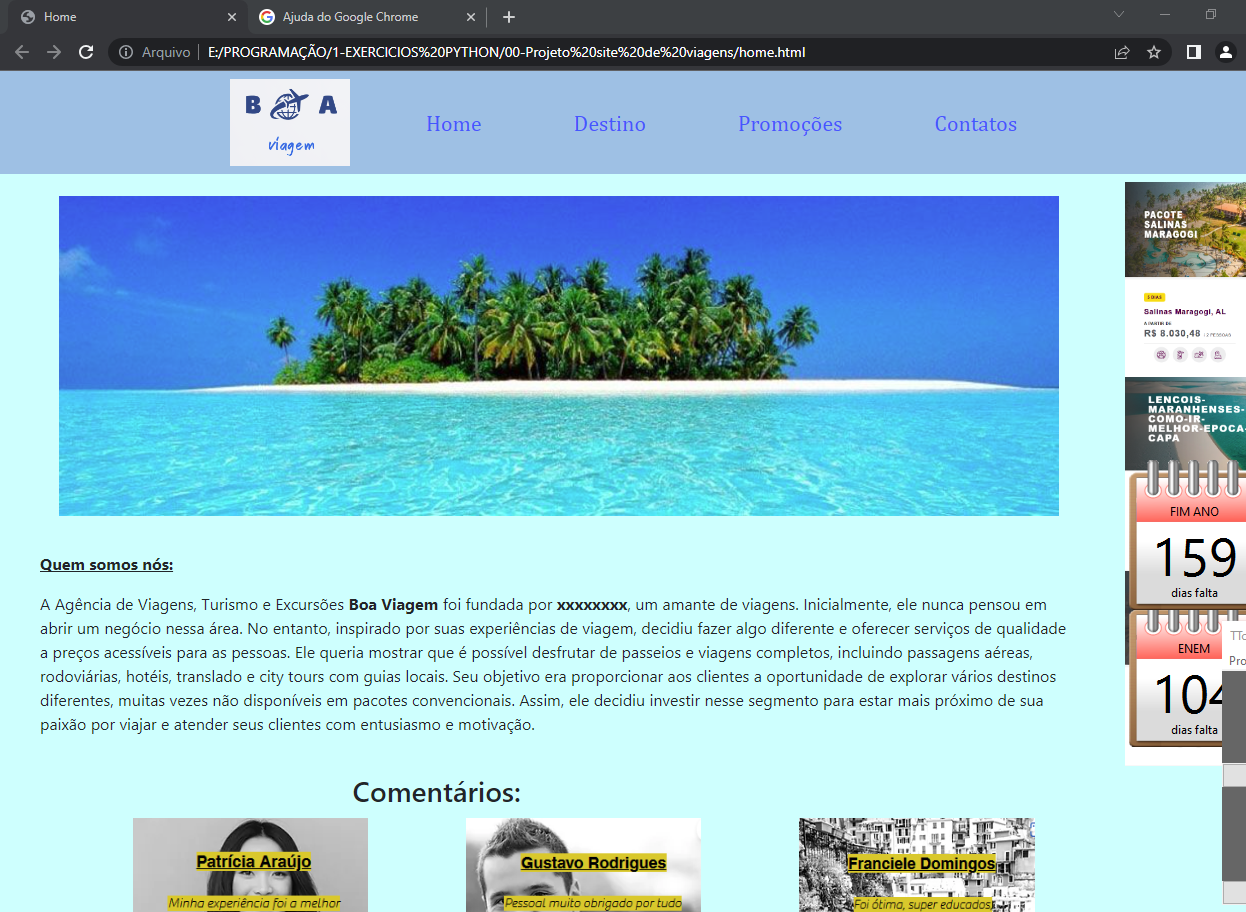 Home
Ajuda do Google Chrome
Arquivo
E:/PROGRAMAÇÃO/1-EXERCICIOS%20PYTHON/00-Projeto%20site%20de%20viagens/home.html
B A
viagem
Home
Destino
Promoções
Contatos
PACOTE
SALINAS
MARAGOGI
3 DIAS
Salinas Maragogi, AL
A PARTIR DE
R$ 8.030,48 / 2 PESSOAS
LENCOIS-
MARANHENSES-
COMO-IR-
MELHOR-EPOCA-
CAPA
FIM ANO
159
dias falta
ENEM
104
dias falta
TTo
Pro
Quem somos nós:
A Agência de Viagens, Turismo e Excursões Boa Viagem foi fundada por xxxxxxxx, um amante de viagens. Inicialmente, ele nunca pensou em
abrir um negócio nessa área. No entanto, inspirado por suas experiências de viagem, decidiu fazer algo diferente e oferecer serviços de qualidade
a preços acessíveis para as pessoas. Ele queria mostrar que é possível desfrutar de passeios e viagens completos, incluindo passagens aéreas,
rodoviárias, hotéis, translado e city tours com guias locais. Seu objetivo era proporcionar aos clientes a oportunidade de explorar vários destinos
diferentes, muitas vezes não disponíveis em pacotes convencionais. Assim, ele decidiu investir nesse segmento para estar mais próximo de sua
paixão por viajar e atender seus clientes com entusiasmo e motivação.
Comentários:
Patrícia Araújo
Minha experiência foi a melhor
Gustavo Rodrigues
Pessoal muito obrigado por tudo
Franciele Domingos
Foi ótima, super educados,